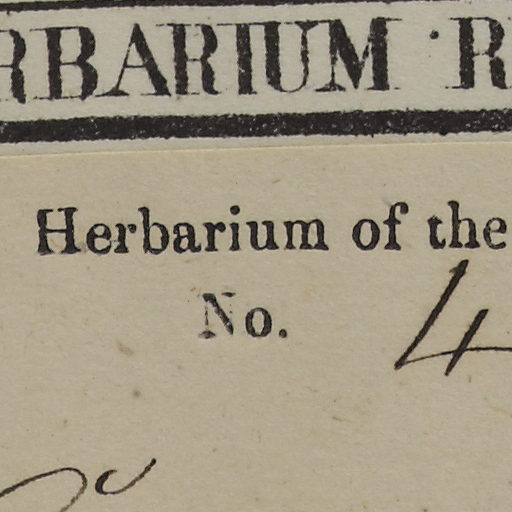 RBARIUM · R
Herbarium of the
No. 4